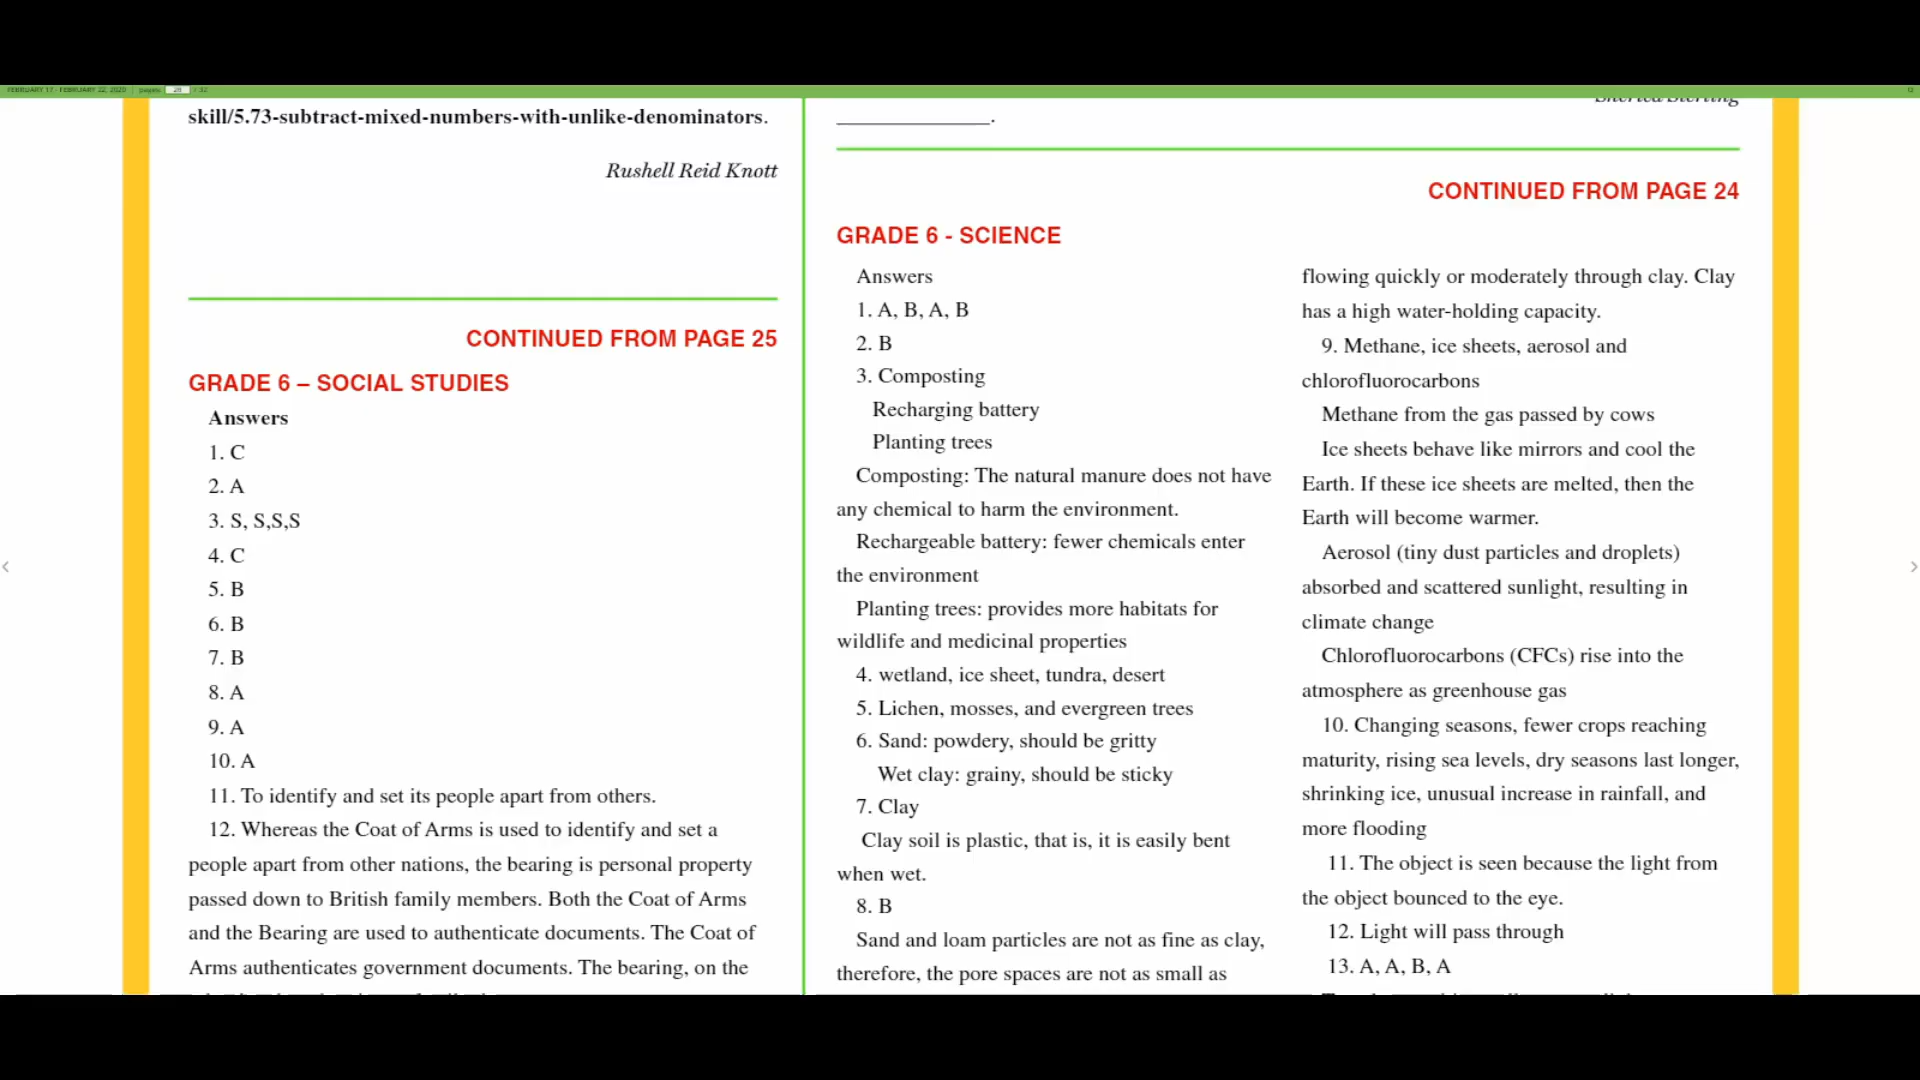 FEBRUARY 17 - FEBRUARY 22, 2020 | pages: 28 / 32
skill/5.73-subtract-mixed-numbers-with-unlike-denominators.
Rushell Reid Knott
CONTINUED FROM PAGE 25
GRADE 6 – SOCIAL STUDIES
Answers
1. C
2. A
3. S, S,S,S
4. C
5. B
6. B
7. B
8. A
9. A
10. A
11. To identify and set its people apart from others.
12. Whereas the Coat of Arms is used to identify and set a
people apart from other nations, the bearing is personal property
passed down to British family members. Both the Coat of Arms
and the Bearing are used to authenticate documents. The Coat of
Arms authenticates government documents. The bearing, on the
_______________.
CONTINUED FROM PAGE 24
GRADE 6 - SCIENCE
Answers
1. A, B, A, B
2. B
3. Composting
Recharging battery
Planting trees
Composting: The natural manure does not have
any chemical to harm the environment.
Rechargeable battery: fewer chemicals enter
the environment
Planting trees: provides more habitats for
wildlife and medicinal properties
4. wetland, ice sheet, tundra, desert
5. Lichen, mosses, and evergreen trees
6. Sand: powdery, should be gritty
Wet clay: grainy, should be sticky
7. Clay
Clay soil is plastic, that is, it is easily bent
when wet.
8. B
Sand and loam particles are not as fine as clay,
therefore, the pore spaces are not as small as
flowing quickly or moderately through clay. Clay
has a high water-holding capacity.
9. Methane, ice sheets, aerosol and
chlorofluorocarbons
Methane from the gas passed by cows
Ice sheets behave like mirrors and cool the
Earth. If these ice sheets are melted, then the
Earth will become warmer.
Aerosol (tiny dust particles and droplets)
absorbed and scattered sunlight, resulting in
climate change
Chlorofluorocarbons (CFCs) rise into the
atmosphere as greenhouse gas
10. Changing seasons, fewer crops reaching
maturity, rising sea levels, dry seasons last longer,
shrinking ice, unusual increase in rainfall, and
more flooding
11. The object is seen because the light from
the object bounced to the eye.
12. Light will pass through
13. A, A, B, A